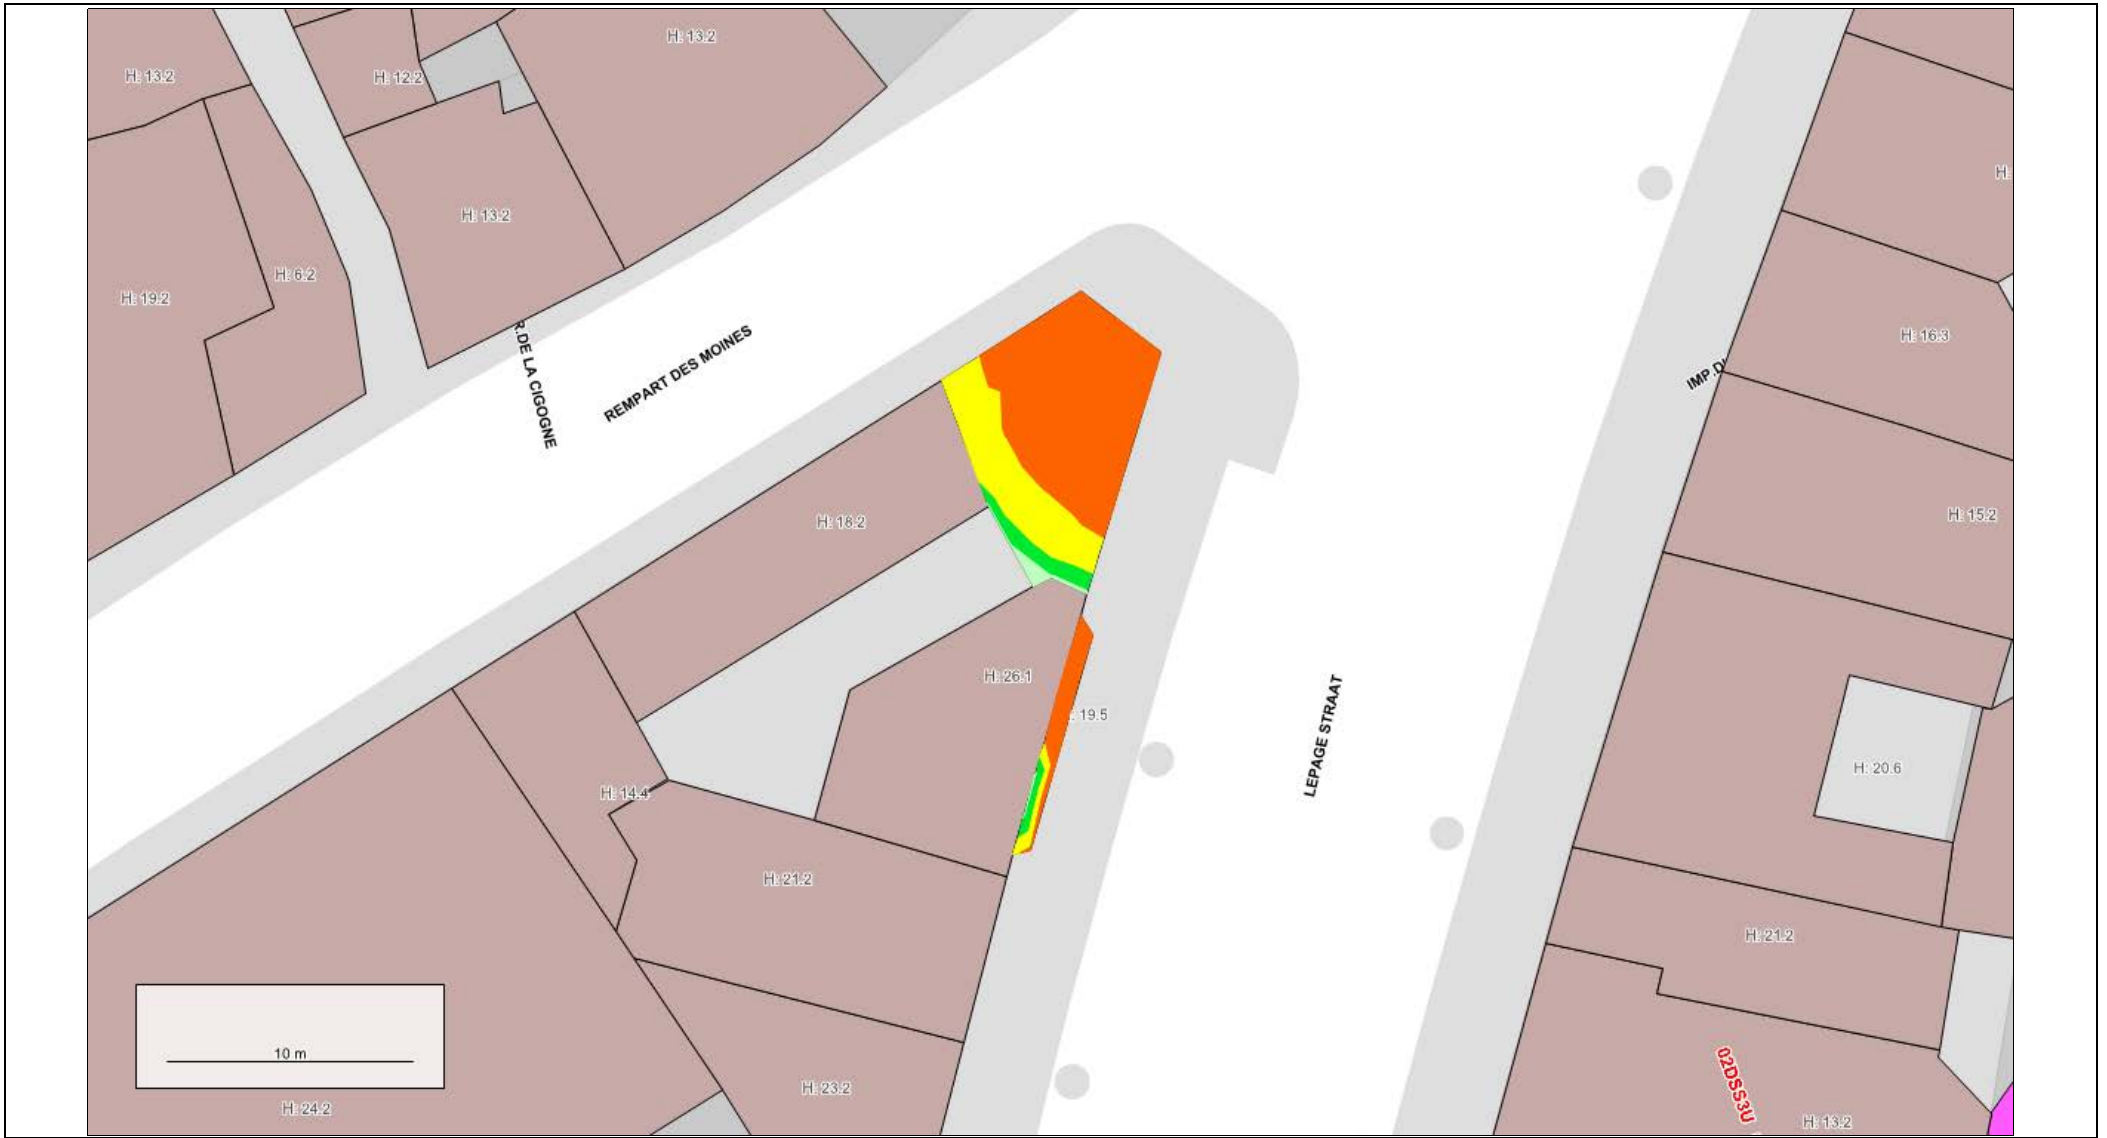 H: 13.2
H: 13.2
H: 12.2
H:
H: 13.2
H: 6.2
H: 19.2
R.DE LA CIGOGNE
REMPART DES MOINES
H: 16.3
IMP.D
H: 15.2
H: 18.2
H: 26.1
: 19.5
LEPAGE STRAAT
H: 20.6
H: 14.4
H: 21.2
H: 21.2
10 m
H: 24.2
H: 23.2
02DSS3U
H: 13.2